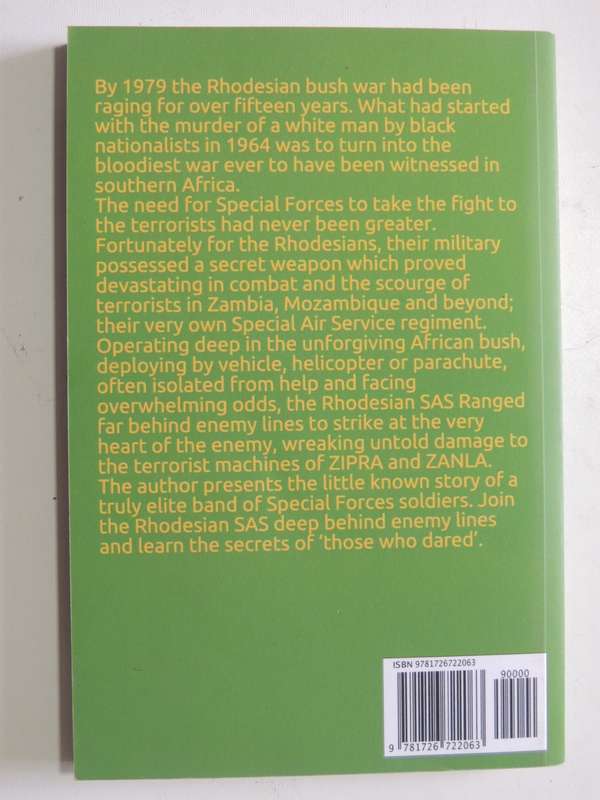 By 1979 the Rhodesian bush war had been
raging for over fifteen years. What had started
with the murder of a white man by black
nationalists in 1964 was to turn into the
bloodiest war ever to have been witnessed in
southern Africa.
The need for Special Forces to take the fight to
the terrorists had never been greater.
Fortunately for the Rhodesians, their military
possessed a secret weapon which proved
devastating in combat and the scourge of
terrorists in Zambia, Mozambique and beyond;
their very own Special Air Service regiment.
Operating deep in the unforgiving African bush,
deploying by vehicle, helicopter or parachute,
often isolated from help and facing
overwhelming odds, the Rhodesian SAS Ranged
far behind enemy lines to strike at the very
heart of the enemy, wreaking untold damage to
the terrorist machines of ZIPRA and ZANLA.
The author presents the little known story of a
truly elite band of Special Forces soldiers. Join
the Rhodesian SAS deep behind enemy lines
and learn the secrets of ‘those who dared’.
ISBN 9781726722063
90000
9 781726 722063